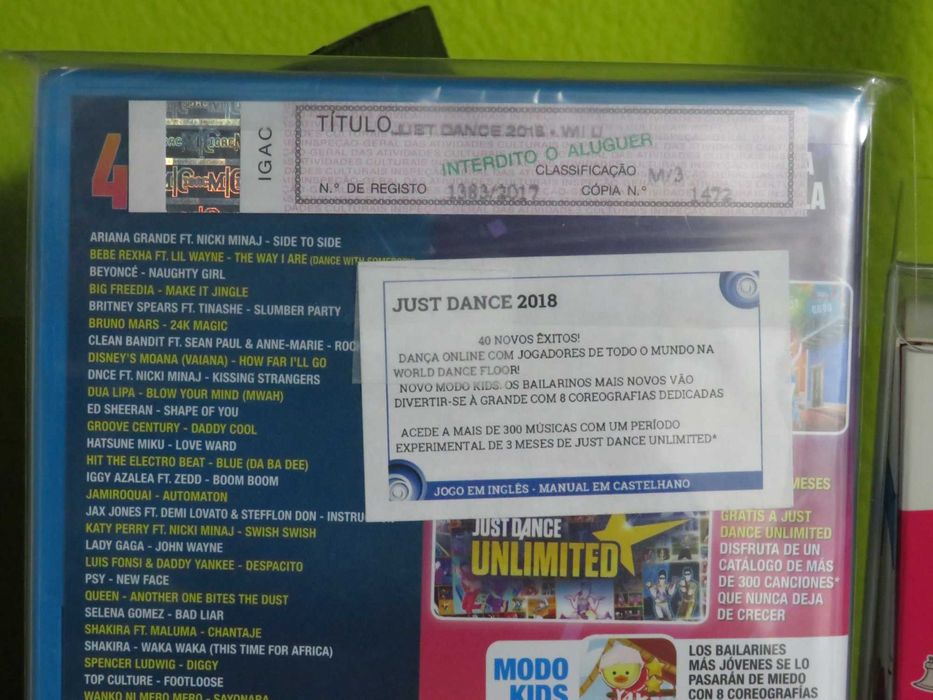 IGAC
TÍTULO JUST DANCE 2018 - WII U
INTERDITO O ALUGUER
CLASSIFICAÇÃO M/3
N.º DE REGISTO 1383/2017 CÓPIA N.º 1472
4
ARIANA GRANDE FT. NICKI MINAJ - SIDE TO SIDE
BEBE REXHA FT. LIL WAYNE - THE WAY I ARE (DANCE WITH SOMEBODY)
BEYONCÉ - NAUGHTY GIRL
BIG FREEDIA - MAKE IT JINGLE
BRITNEY SPEARS FT. TINASHE - SLUMBER PARTY
BRUNO MARS - 24K MAGIC
CLEAN BANDIT FT. SEAN PAUL & ANNE-MARIE - ROC
DISNEY'S MOANA (VAIANA) - HOW FAR I'LL GO
DNCE FT. NICKI MINAJ - KISSING STRANGERS
DUA LIPA - BLOW YOUR MIND (MWAH)
ED SHEERAN - SHAPE OF YOU
GROOVE CENTURY - DADDY COOL
HATSUNE MIKU - LOVE WARD
HIT THE ELECTRO BEAT - BLUE (DA BA DEE)
IGGY AZALEA FT. ZEDD - BOOM BOOM
JAMIROQUAI - AUTOMATON
JAX JONES FT. DEMI LOVATO & STEFFLON DON - INSTRU
KATY PERRY FT. NICKI MINAJ - SWISH SWISH
LADY GAGA - JOHN WAYNE
LUIS FONSI & DADDY YANKEE - DESPACITO
PSY - NEW FACE
QUEEN - ANOTHER ONE BITES THE DUST
SELENA GOMEZ - BAD LIAR
SHAKIRA FT. MALUMA - CHANTAJE
SHAKIRA - WAKA WAKA (THIS TIME FOR AFRICA)
SPENCER LUDWIG - DIGGY
TOP CULTURE - FOOTLOOSE
WANKO NI MERO MERO - SAYONARA
JUST DANCE 2018
40 NOVOS ÊXITOS!
DANÇA ONLINE COM JOGADORES DE TODO O MUNDO NA
WORLD DANCE FLOOR!
NOVO MODO KIDS: OS BAILARINOS MAIS NOVOS VÃO
DIVERTIR-SE À GRANDE COM 8 COREOGRAFIAS DEDICADAS
ACEDE A MAIS DE 300 MÚSICAS COM UM PERÍODO
EXPERIMENTAL DE 3 MESES DE JUST DANCE UNLIMITED*
JOGO EM INGLÊS - MANUAL EM CASTELHANO
JUST DANCE
UNLIMITED
MESES
GRATIS A JUST
DANCE UNLIMITED
DISFRUTA DE UN
CATÁLOGO DE MÁS
DE 300 CANCIONES*
QUE NUNCA DEJA
DE CRECER
MODO
KIDS
LOS BAILARINES
MÁS JÓVENES SE LO
PASARÁN DE MIEDO
CON 8 COREOGRAFÍAS